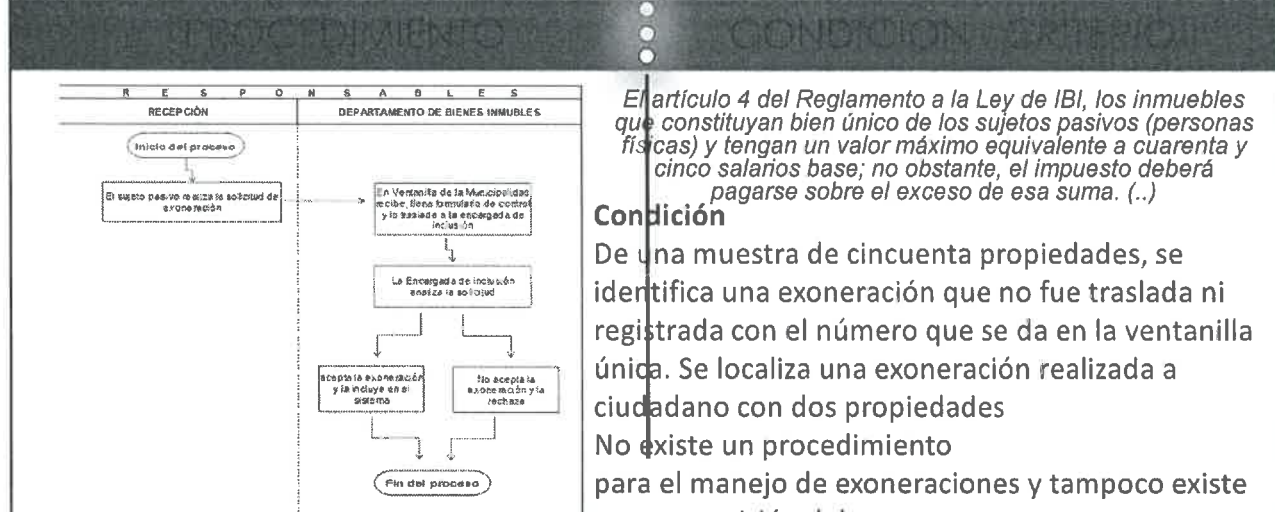 PROCEDIMIENTO
CONDICION
R E S P O N S A B L E S
RECEPCIÓN
DEPARTAMENTO DE BIENES INMUBLES
Inicio del proceso
El sujeto pasivo realiza la solicitud de
exoneración
En Ventanilla de la Municipalidad,
recibe, llena formulario de control
y lo traslada a la encargada de
inclusión
La Encargada de inclusión
analiza la solicitud
acepta la exoneración
y la incluye en el
sistema
No acepta la
exoneración y la
rechaza
Fin del proceso
El artículo 4 del Reglamento a la Ley de IBI, los inmuebles
que constituyan bien único de los sujetos pasivos (personas
físicas) y tengan un valor máximo equivalente a cuarenta y
cinco salarios base; no obstante, el impuesto deberá
pagarse sobre el exceso de esa suma. (..)
Condición
De una muestra de cincuenta propiedades, se
identifica una exoneración que no fue traslada ni
registrada con el número que se da en la ventanilla
única. Se localiza una exoneración realizada a
ciudadano con dos propiedades
No existe un procedimiento
para el manejo de exoneraciones y tampoco existe